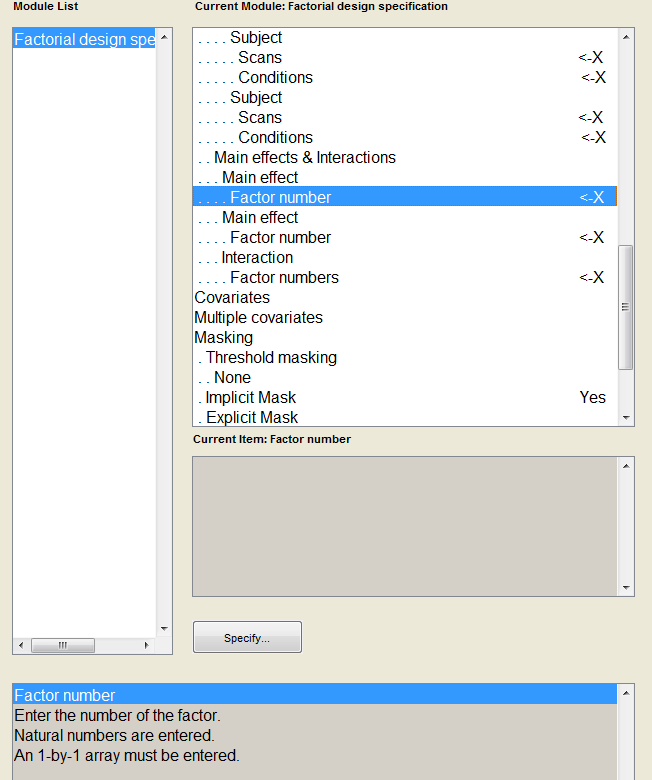 Module List
Current Module: Factorial design specification
Factorial design spe
. . . . Subject
. . . . . Scans <-X
. . . . . Conditions <-X
. . . . Subject
. . . . . Scans <-X
. . . . . Conditions <-X
. . Main effects & Interactions
. . . Main effect
. . . . Factor number <-X
. . . Main effect
. . . . Factor number <-X
. . . Interaction
. . . . Factor numbers <-X
Covariates
Multiple covariates
Masking
. Threshold masking
. . None
. Implicit Mask Yes
. Explicit Mask
Current Item: Factor number
Specify...
Factor number
Enter the number of the factor.
Natural numbers are entered.
An 1-by-1 array must be entered.